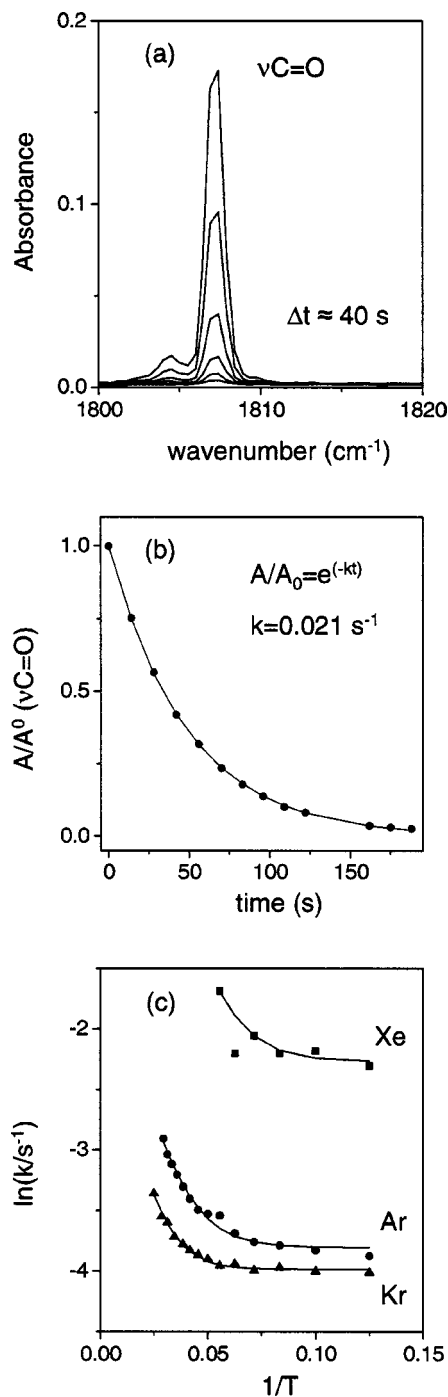 (a)
νC=O
Δt ≈ 40 s
Absorbance
0.2
0.1
0.0
1800
1810
1820
wavenumber (cm⁻¹)
(b)
A/A₀=e⁽⁻ᵏᵗ⁾
k=0.021 s⁻¹
A/A⁰ (νC=O)
1.0
0.5
0.0
0
50
100
150
time (s)
(c)
Xe
Ar
Kr
ln(k/s⁻¹)
-2
-3
-4
0.00
0.05
0.10
0.15
1/T